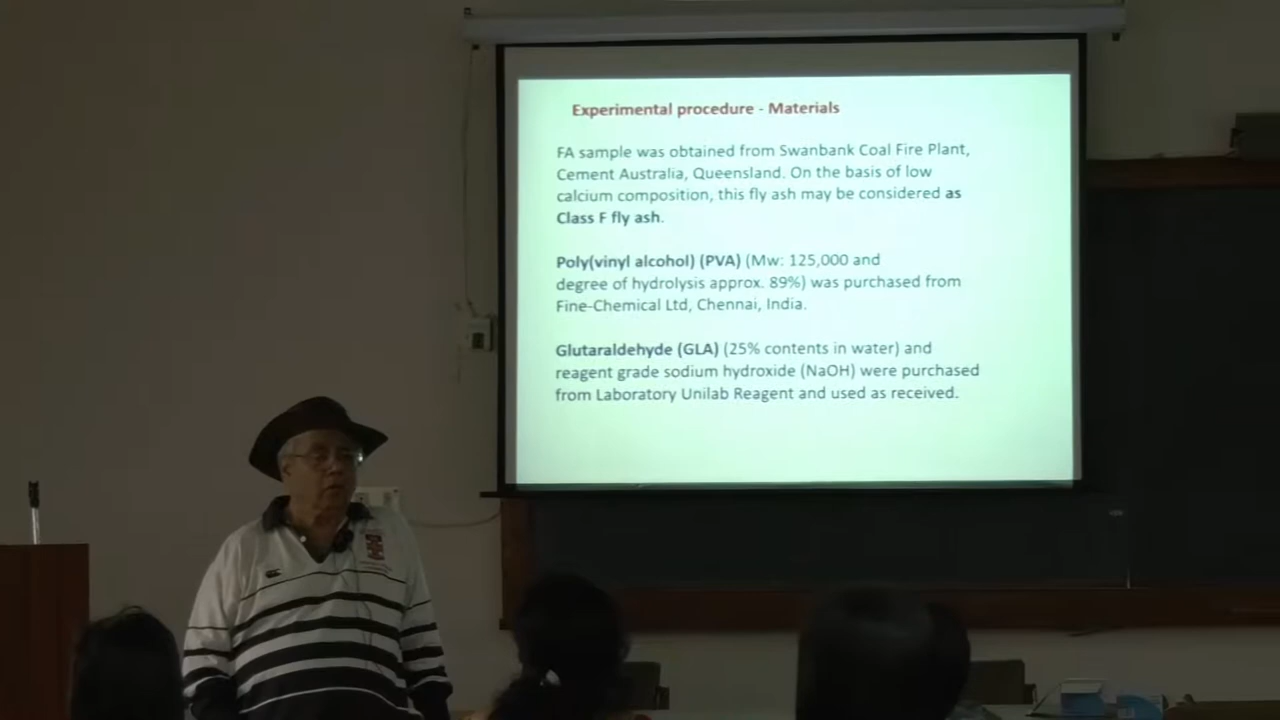 Experimental procedure - Materials
FA sample was obtained from Swanbank Coal Fire Plant,
Cement Australia, Queensland. On the basis of low
calcium composition, this fly ash may be considered as
Class F fly ash.
Poly(vinyl alcohol) (PVA) (Mw: 125,000 and
degree of hydrolysis approx. 89%) was purchased from
Fine-Chemical Ltd, Chennai, India.
Glutaraldehyde (GLA) (25% contents in water) and
reagent grade sodium hydroxide (NaOH) were purchased
from Laboratory Unilab Reagent and used as received.